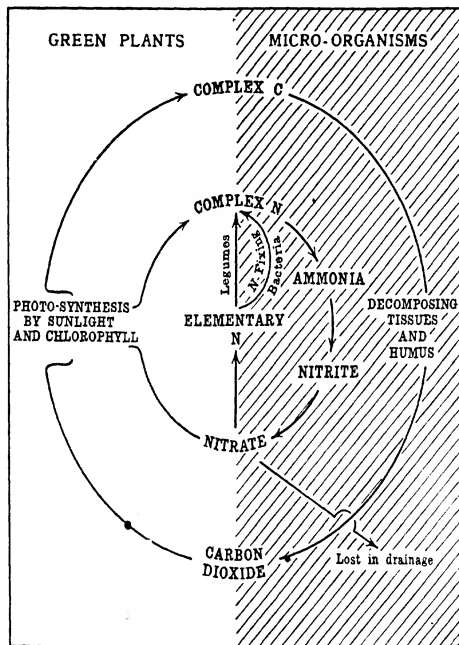 GREEN PLANTS
MICRO-ORGANISMS
COMPLEX C
COMPLEX N
Legumes
N. Fixing
Bacteria
AMMONIA
PHOTO-SYNTHESIS
BY SUNLIGHT
AND CHLOROPHYLL
ELEMENTARY
N
DECOMPOSING
TISSUES
AND
HUMUS
NITRITE
NITRATE
CARBON
DIOXIDE
Lost in drainage